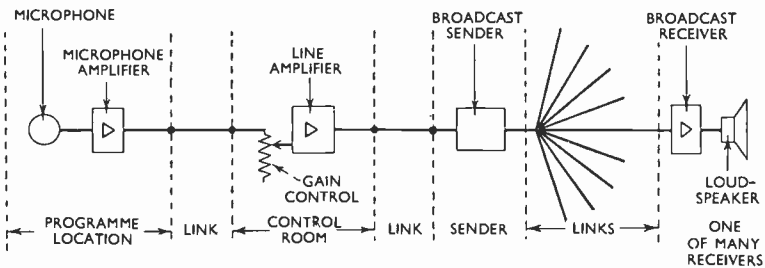 MICROPHONE
MICROPHONE
AMPLIFIER
LINE
AMPLIFIER
BROADCAST
SENDER
BROADCAST
RECEIVER
GAIN
CONTROL
LOUD-
SPEAKER
PROGRAMME
LOCATION
LINK
CONTROL
ROOM
LINK
SENDER
LINKS
ONE
OF MANY
RECEIVERS